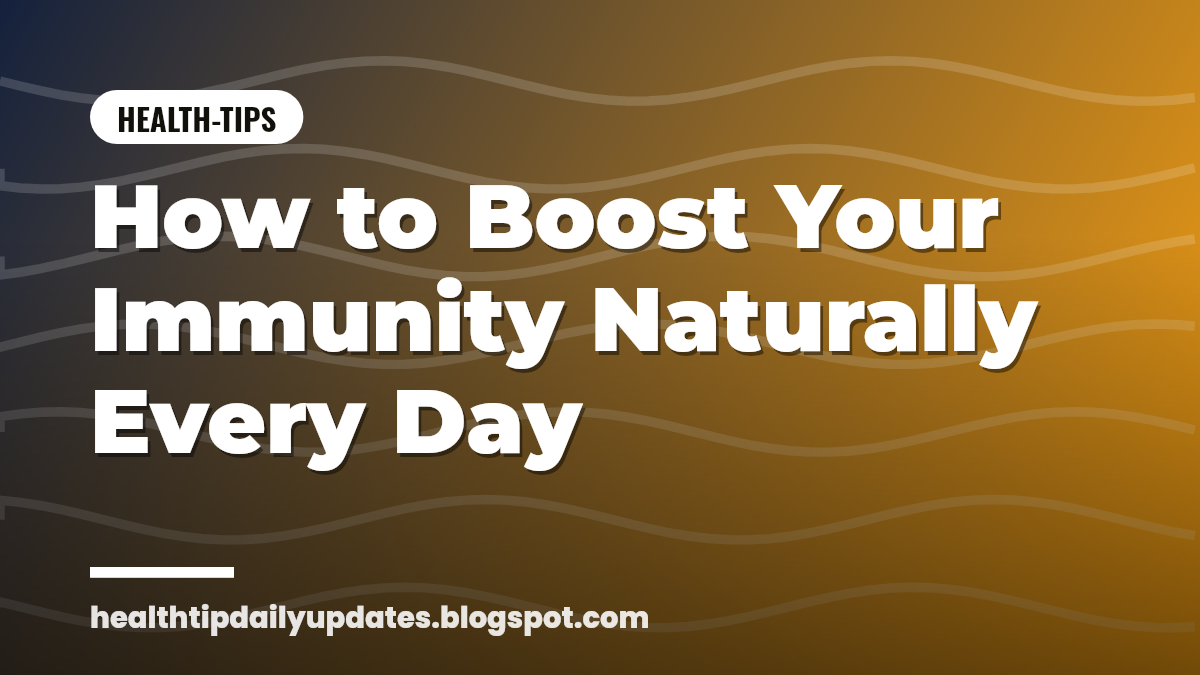 HEALTH-TIPS
How to Boost Your
Immunity Naturally
Every Day
healthtipdailyupdates.blogspot.com